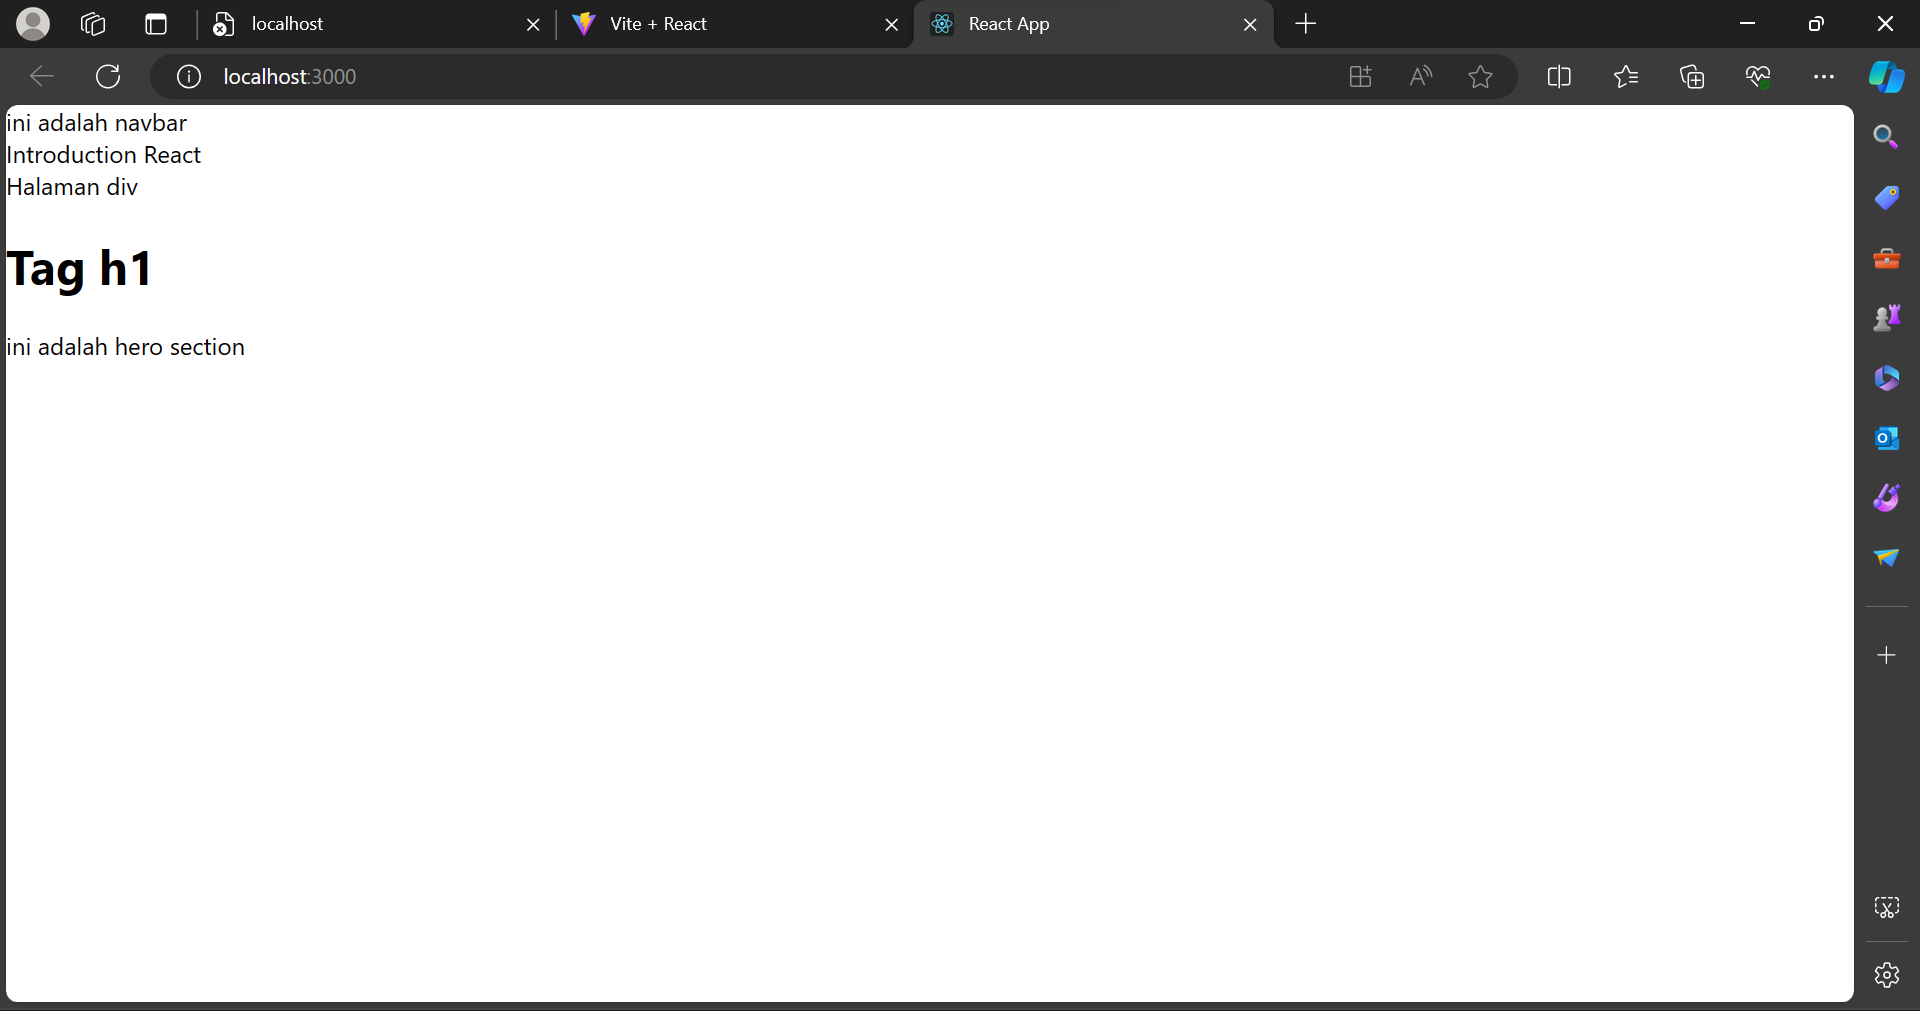 localhost
Vite + React
React App
localhost:3000
ini adalah navbar
Introduction React
Halaman div
Tag h1
ini adalah hero section